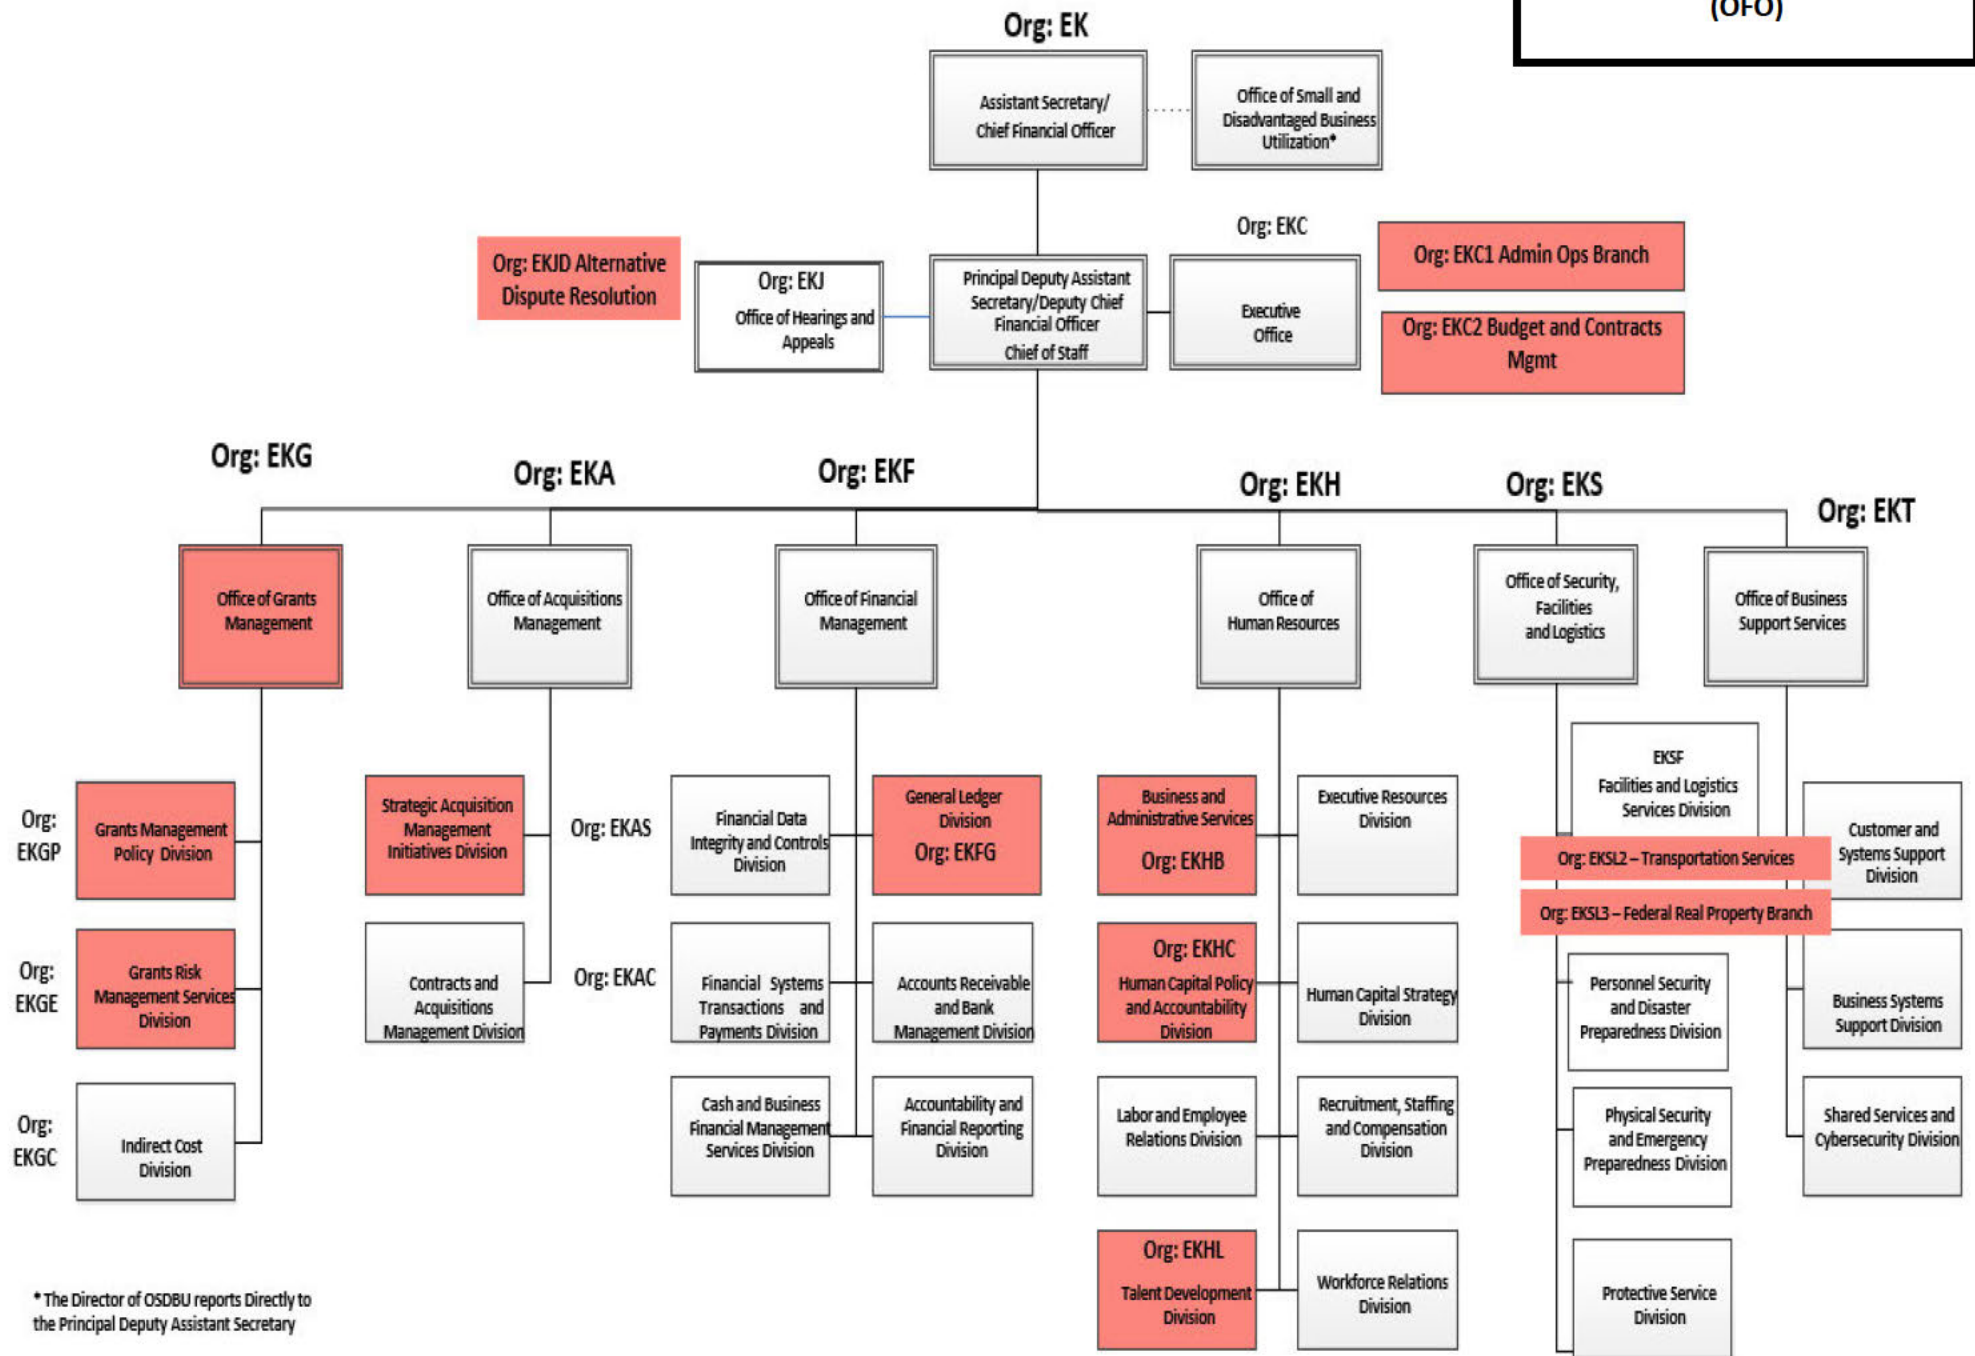 (OFO)
Org: EK
Assistant Secretary/
Chief Financial Officer
Office of Small and
Disadvantaged Business
Utilization*
Org: EKJD Alternative
Dispute Resolution
Org: EKJ
Office of Hearings and
Appeals
Principal Deputy Assistant
Secretary/Deputy Chief
Financial Officer
Chief of Staff
Org: EKC
Executive
Office
Org: EKC1 Admin Ops Branch
Org: EKC2 Budget and Contracts
Mgmt
Org: EKG
Org: EKA
Org: EKF
Org: EKH
Org: EKS
Org: EKT
Office of Grants
Management
Office of Acquisitions
Management
Office of Financial
Management
Office of
Human Resources
Office of Security,
Facilities
and Logistics
Office of Business
Support Services
Org:
EKGP
Grants Management
Policy Division
Org:
EKGE
Grants Risk
Management Services
Division
Org:
EKGC
Indirect Cost
Division
Strategic Acquisition
Management
Initiatives Division
Org: EKAS
Contracts and
Acquisitions
Management Division
Org: EKAC
Financial Data
Integrity and Controls
Division
General Ledger
Division
Org: EKFG
Financial Systems
Transactions and
Payments Division
Accounts Receivable
and Bank
Management Division
Cash and Business
Financial Management
Services Division
Accountability and
Financial Reporting
Division
Business and
Administrative Services
Org: EKHB
Executive Resources
Division
Org: EKHC
Human Capital Policy
and Accountability
Division
Human Capital Strategy
Division
Labor and Employee
Relations Division
Recruitment, Staffing
and Compensation
Division
Org: EKHL
Talent Development
Division
Workforce Relations
Division
EKSF
Facilities and Logistics
Services Division
Org: EKSL2 – Transportation Services
Org: EKSL3 – Federal Real Property Branch
Personnel Security
and Disaster
Preparedness Division
Physical Security
and Emergency
Preparedness Division
Protective Service
Division
Customer and
Systems Support
Division
Business Systems
Support Division
Shared Services and
Cybersecurity Division
* The Director of OSDBU reports Directly to
the Principal Deputy Assistant Secretary